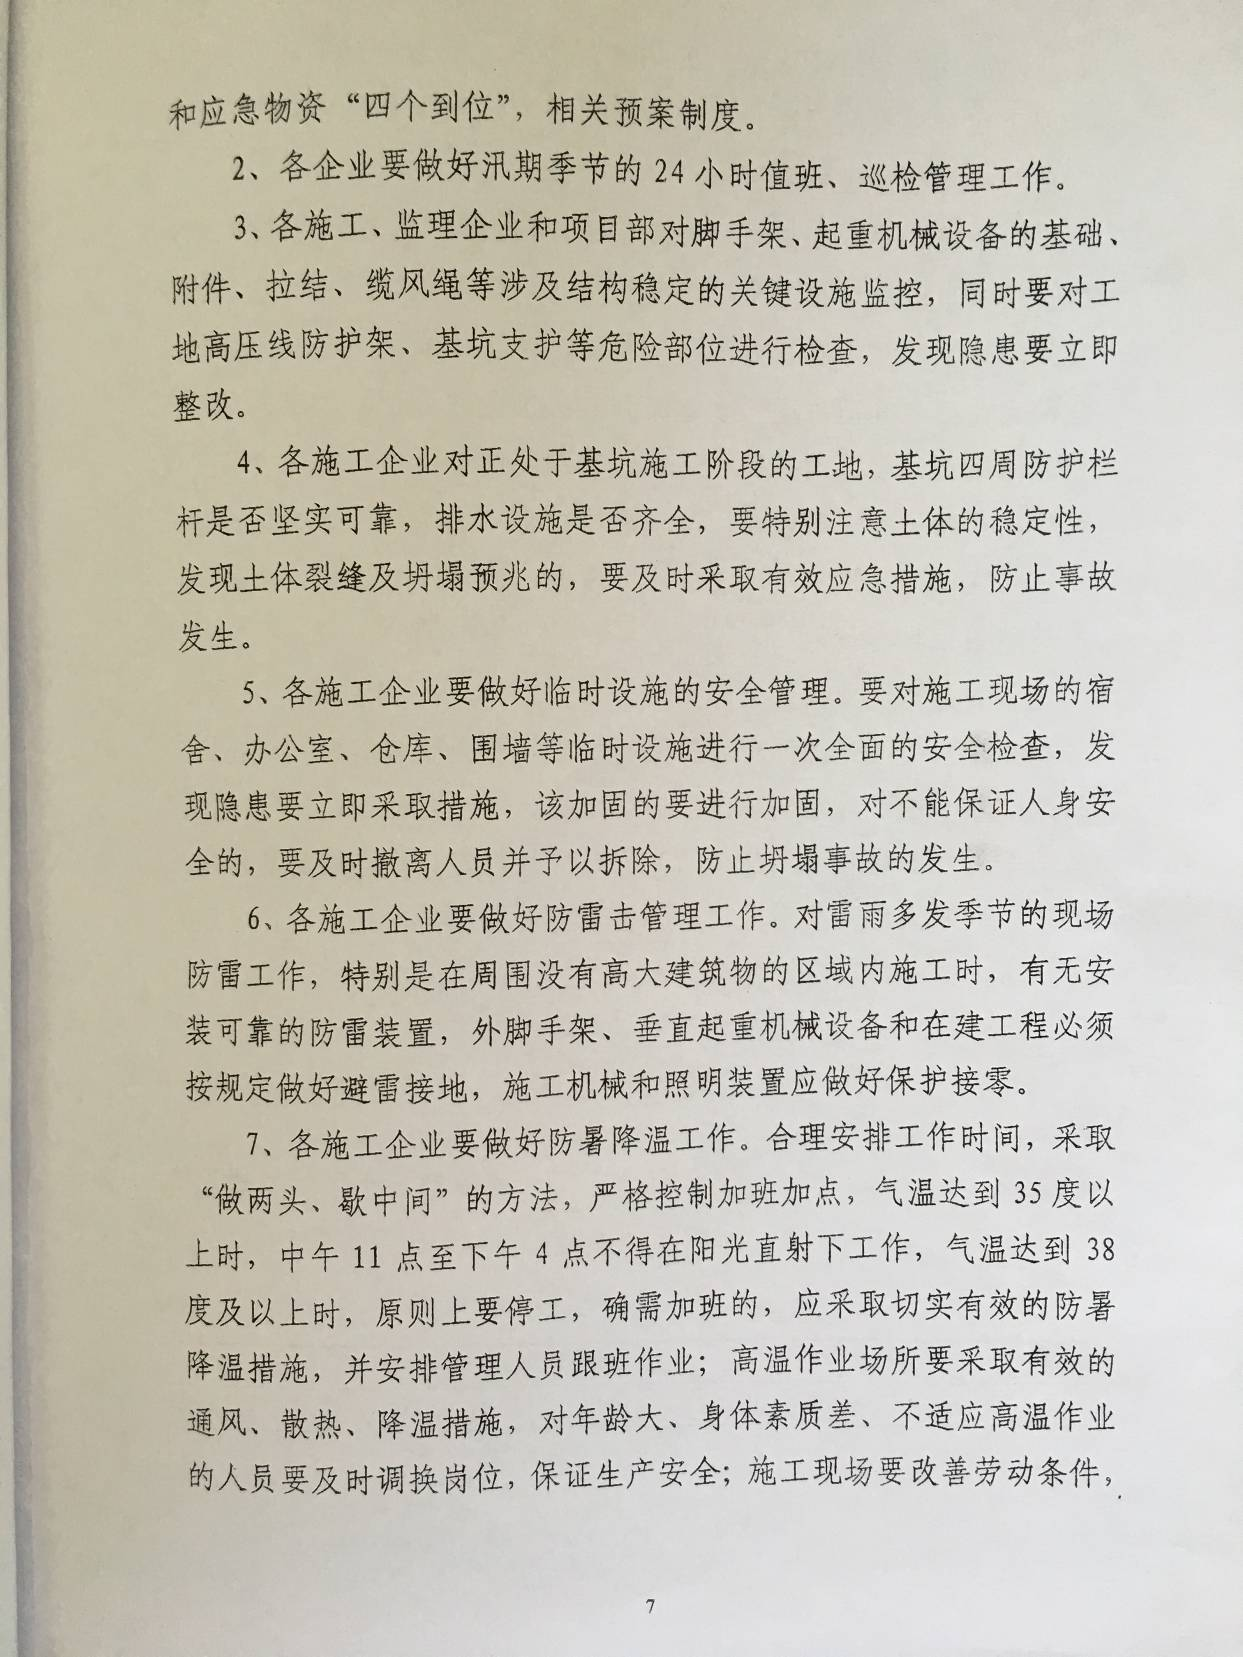 和应急物资“四个到位”，相关预案制度。
2、各企业要做好汛期季节的 24 小时值班、巡检管理工作。
3、各施工、监理企业和项目部对脚手架、起重机械设备的基础、
附件、拉结、缆风绳等涉及结构稳定的关键设施监控，同时要对工
地高压线防护架、基坑支护等危险部位进行检查，发现隐患要立即
整改。
4、各施工企业对正处于基坑施工阶段的工地，基坑四周防护栏
杆是否坚实可靠，排水设施是否齐全，要特别注意土体的稳定性，
发现土体裂缝及坍塌预兆的，要及时采取有效应急措施，防止事故
发生。
5、各施工企业要做好临时设施的安全管理。要对施工现场的宿
舍、办公室、仓库、围墙等临时设施进行一次全面的安全检查，发
现隐患要立即采取措施，该加固的要进行加固，对不能保证人身安
全的，要及时撤离人员并予以拆除，防止坍塌事故的发生。
6、各施工企业要做好防雷击管理工作。对雷雨多发季节的现场
防雷工作，特别是在周围没有高大建筑物的区域内施工时，有无安
装可靠的防雷装置，外脚手架、垂直起重机械设备和在建工程必须
按规定做好避雷接地，施工机械和照明装置应做好保护接零。
7、各施工企业要做好防暑降温工作。合理安排工作时间，采取
“做两头、歇中间”的方法，严格控制加班加点，气温达到 35 度以
上时，中午 11 点至下午 4 点不得在阳光直射下工作，气温达到 38
度及以上时，原则上要停工，确需加班的，应采取切实有效的防暑
降温措施，并安排管理人员跟班作业；高温作业场所要采取有效的
通风、散热、降温措施，对年龄大、身体素质差、不适应高温作业
的人员要及时调换岗位，保证生产安全；施工现场要改善劳动条件，
7